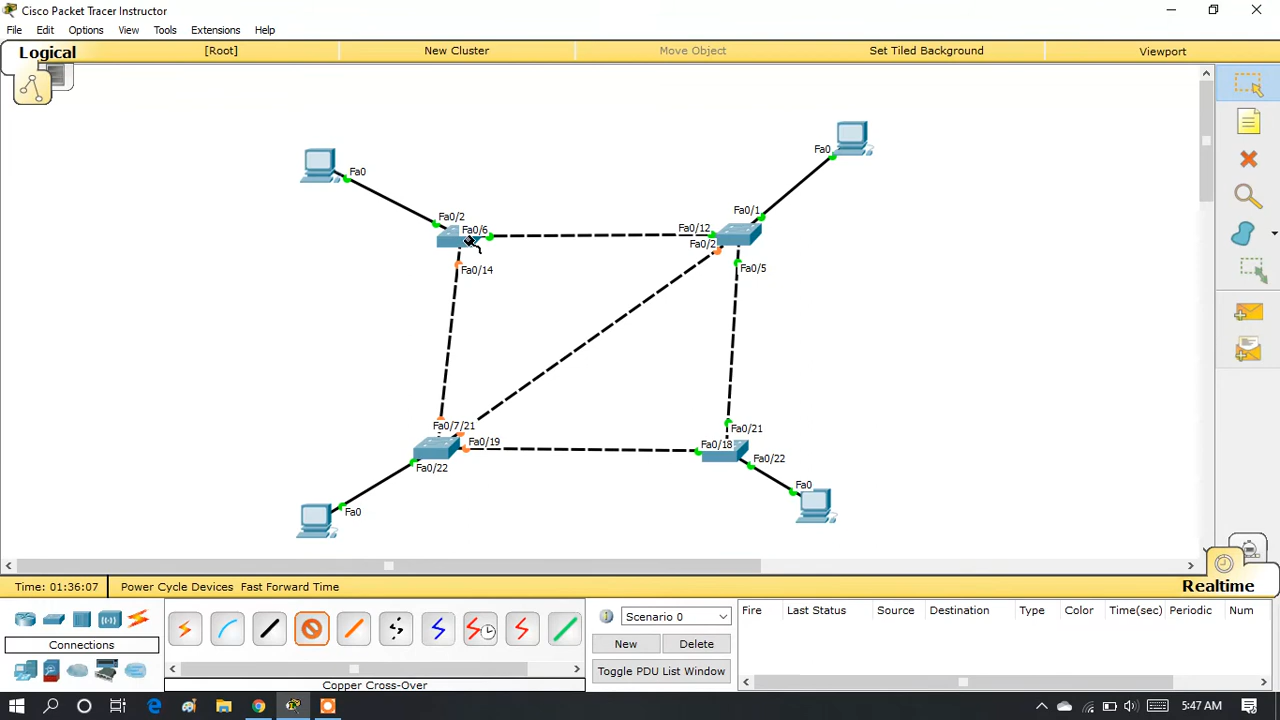 Cisco Packet Tracer Instructor
File Edit Options View Tools Extensions Help
Logical [Root] New Cluster Move Object Set Tiled Background Viewport
Fa0
Fa0
Fa0/2
Fa0/6
Fa0/1
Fa0/12
Fa0/2
Fa0/14
Fa0/5
Fa0/7/21
Fa0/21
Fa0/19
Fa0/18
Fa0/22
Fa0/22
Fa0
Fa0
Time: 01:36:07 Power Cycle Devices Fast Forward Time
Realtime
Connections
Copper Cross-Over
Scenario 0
New Delete
Toggle PDU List Window
Fire Last Status Source Destination Type Color Time(sec) Periodic Num
5:47 AM